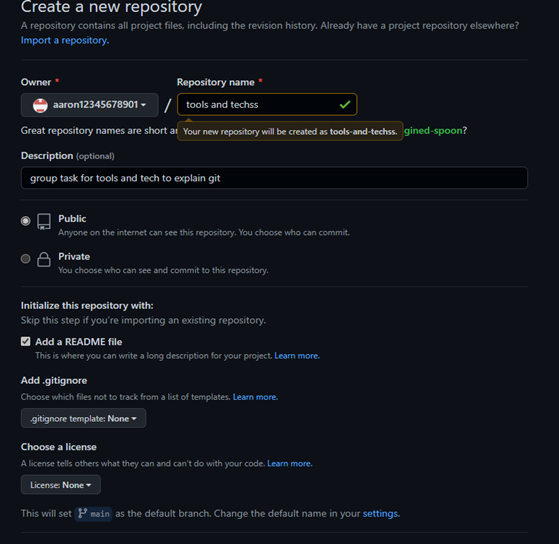 Create a new repository
A repository contains all project files, including the revision history. Already have a project repository elsewhere?
Import a repository.
Owner *
Repository name *
aaron12345678901
/
tools and techss
Great repository names are short an
gined-spoon?
Your new repository will be created as tools-and-techss.
Description (optional)
group task for tools and tech to explain git
Public
Anyone on the internet can see this repository. You choose who can commit.
Private
You choose who can see and commit to this repository.
Initialize this repository with:
Skip this step if you're importing an existing repository.
Add a README file
This is where you can write a long description for your project. Learn more.
Add .gitignore
Choose which files not to track from a list of templates. Learn more.
.gitignore template: None
Choose a license
A license tells others what they can and can't do with your code. Learn more.
License: None
This will set main as the default branch. Change the default name in your settings.